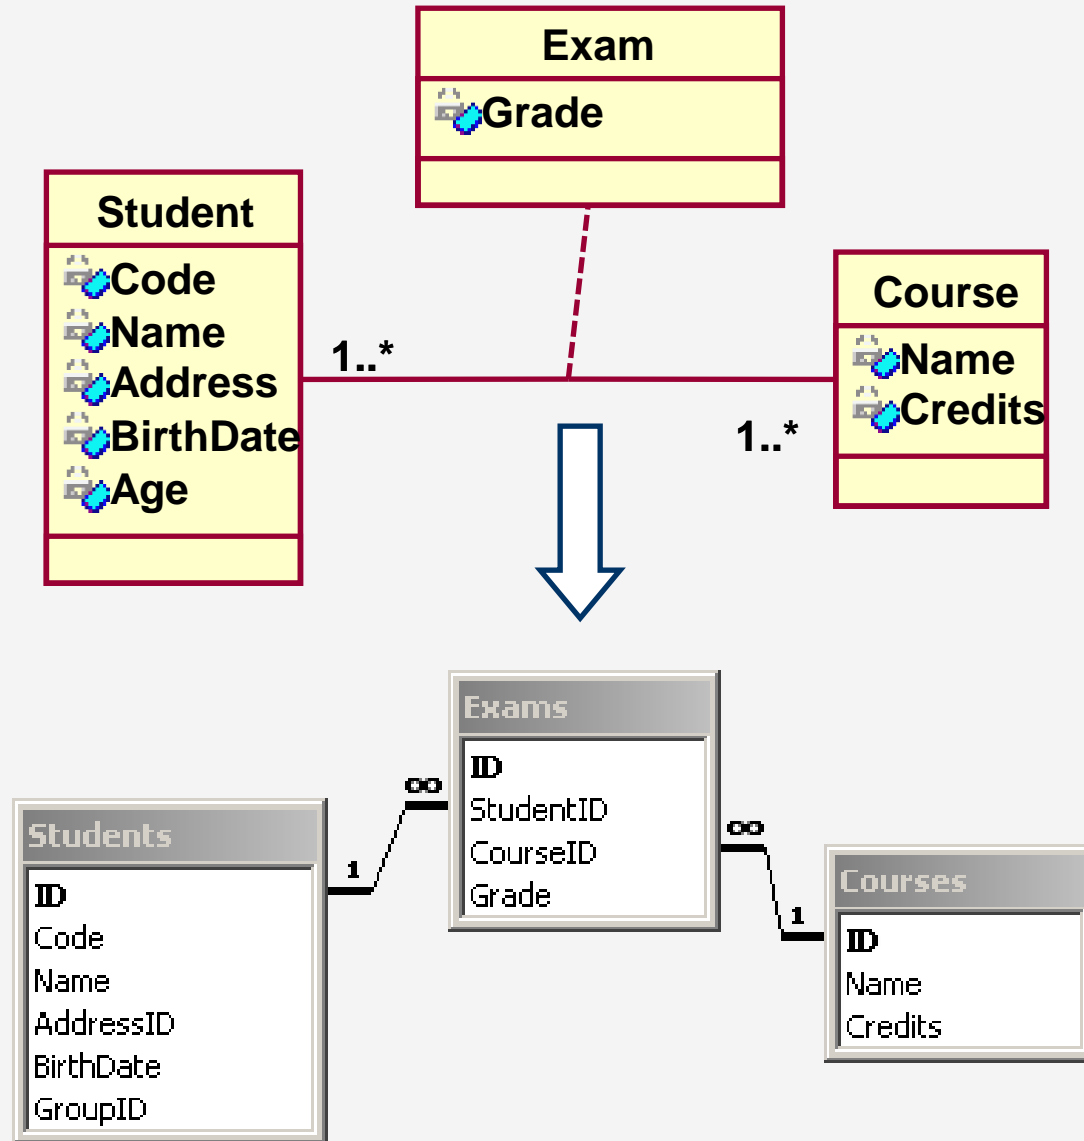 Exam
Grade
Student
Code
Name
Address
BirthDate
Age
1..*
1..*
Course
Name
Credits
Exams
ID
StudentID
CourseID
Grade
∞
1
Students
ID
Code
Name
AddressID
BirthDate
GroupID
∞
1
Courses
ID
Name
Credits